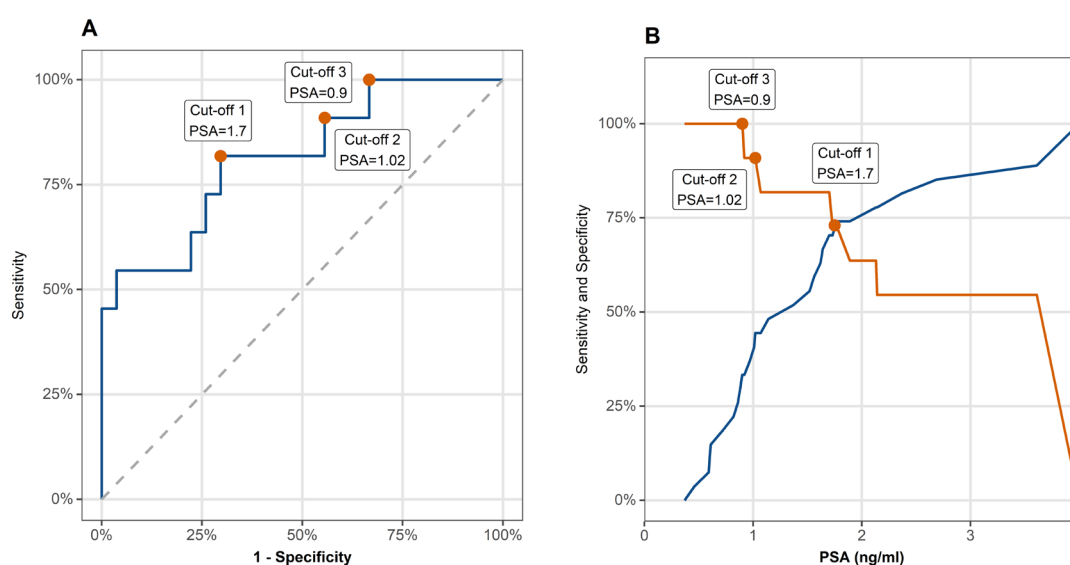 A
Sensitivity
100%
75%
50%
25%
0%
Cut-off 3
PSA=0.9
Cut-off 1
PSA=1.7
Cut-off 2
PSA=1.02
0%
25%
50%
75%
100%
1 - Specificity
B
Sensitivity and Specificity
100%
75%
50%
25%
0%
Cut-off 3
PSA=0.9
Cut-off 1
PSA=1.7
Cut-off 2
PSA=1.02
0
1
2
3
PSA (ng/ml)